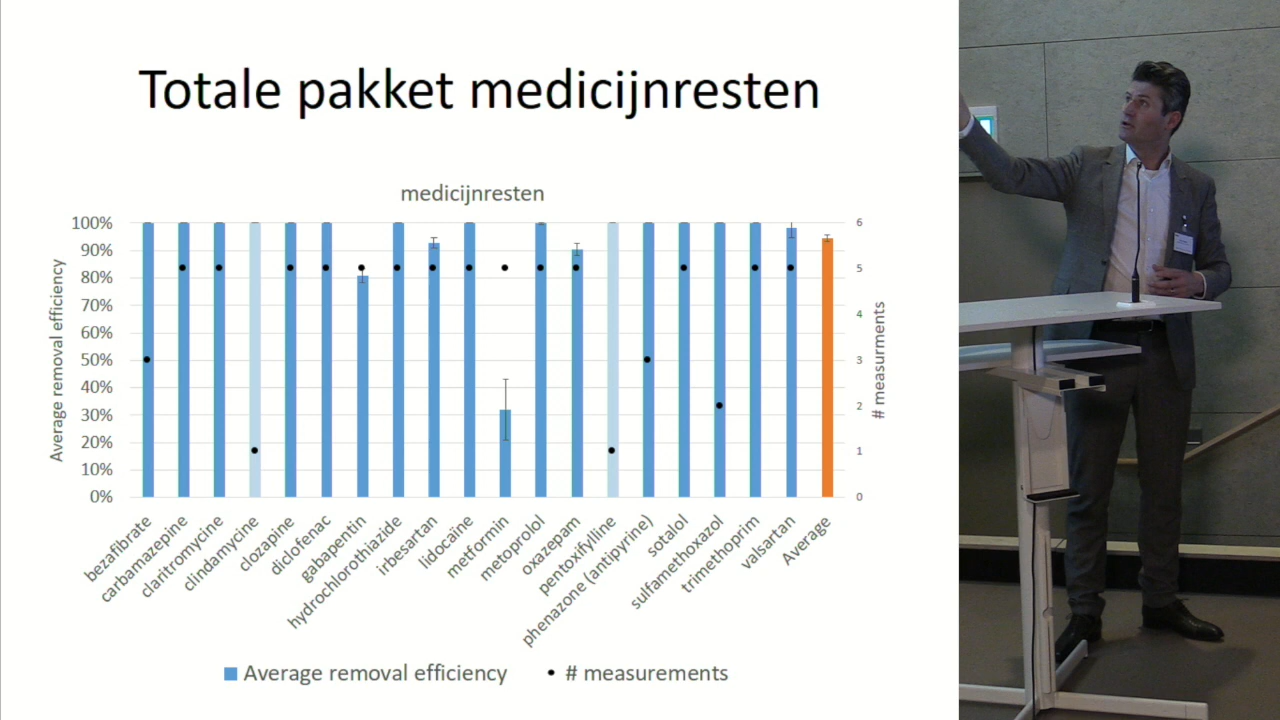 Totale pakket medicijnresten
medicijnresten
100%
90%
80%
70%
60%
50%
40%
30%
20%
10%
0%
Average removal efficiency
6
5
4
3
2
1
0
# measurments
bezafibrate
carbamazepine
claritromycine
clindamycine
clozapine
diclofenac
gabapentin
hydrochlorothiazide
irbesartan
lidocaïne
metformin
metoprolol
oxazepam
pentoxifylline
phenazone (antipyrine)
sotalol
sulfamethoxazol
trimethoprim
valsartan
Average
Average removal efficiency
# measurements